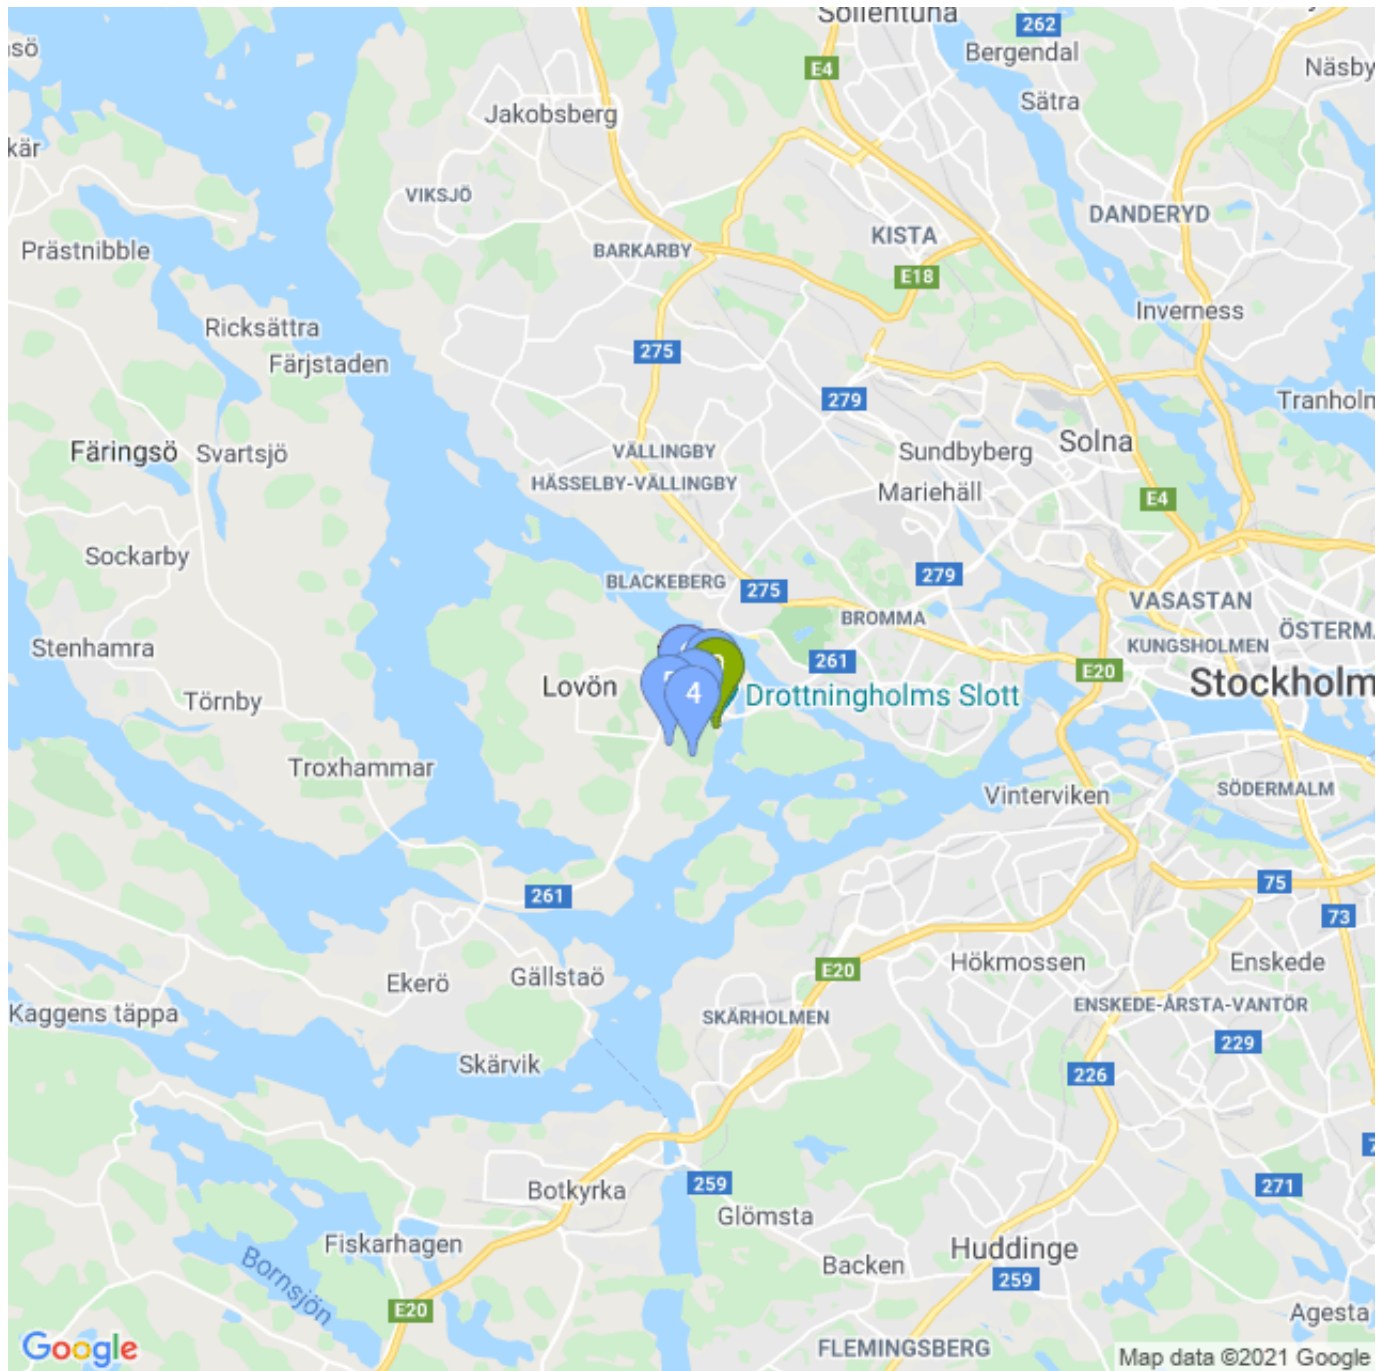 Sollentuna
262
Bergendal
sö
E4
Näsby
Sätra
Jakobsberg
kär
VIKSJÖ
DANDERYD
KISTA
Prästnibble
BARKARBY
E18
Inverness
Ricksättra
275
Färjstaden
279
Tranholm
Solna
Färingsö
Svartsjö
VÄLLINGBY
Sundbyberg
HÄSSELBY-VÄLLINGBY
Mariehäll
E4
Sockarby
BLACKEBERG
279
275
VASASTAN
BROMMA
ÖSTERMA
KUNGSHOLMEN
Stenhamra
261
E20
Lovön
4
Drottningholms Slott
Stockholm
Törnby
Troxhammar
Vinterviken
SÖDERMALM
75
261
73
Hökmossen
Enskede
E20
Ekerö
Gällstaö
Kaggens täppa
SKÄRHOLMEN
ENSKEDE-ÅRSTA-VANTÖR
229
Skärvik
226
259
271
Botkyrka
Glömsta
Fiskarhagen
Huddinge
Backen
259
Bornsjön
E20
Agesta
Google
FLEMINGSBERG
Map data ©2021 Google